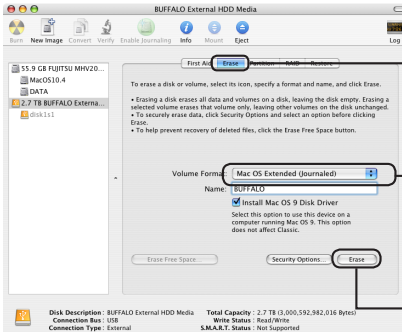 BUFFALO External HDD Media
Burn New Image Convert Verify Enable Journaling Info Mount Eject Log
First Aid Erase Partition RAID Restore
55.9 GB FUJITSU MHV20...
MacOS10.4
DATA
2.7 TB BUFFALO Externa...
disk1s1
To erase a disk or volume, select its icon, specify a format and name, and click Erase.
• Erasing a disk erases all data and volumes on a disk, leaving the disk empty. Erasing a
selected volume erases that volume only, leaving other volumes on the disk unchanged.
• To securely erase data, click Security Options and select an option before clicking
Erase.
• To help prevent recovery of deleted files, click the Erase Free Space button.
Volume Format: Mac OS Extended (Journaled)
Name: BUFFALO
Install Mac OS 9 Disk Driver
Select this option to use this device on a
computer running Mac OS 9. This option
does not affect Classic.
Erase Free Space... Security Options... Erase
Disk Description : BUFFALO External HDD Media Total Capacity : 2.7 TB (3,000,592,982,016 Bytes)
Connection Bus : USB Write Status : Read/Write
Connection Type : External S.M.A.R.T. Status : Not Supported